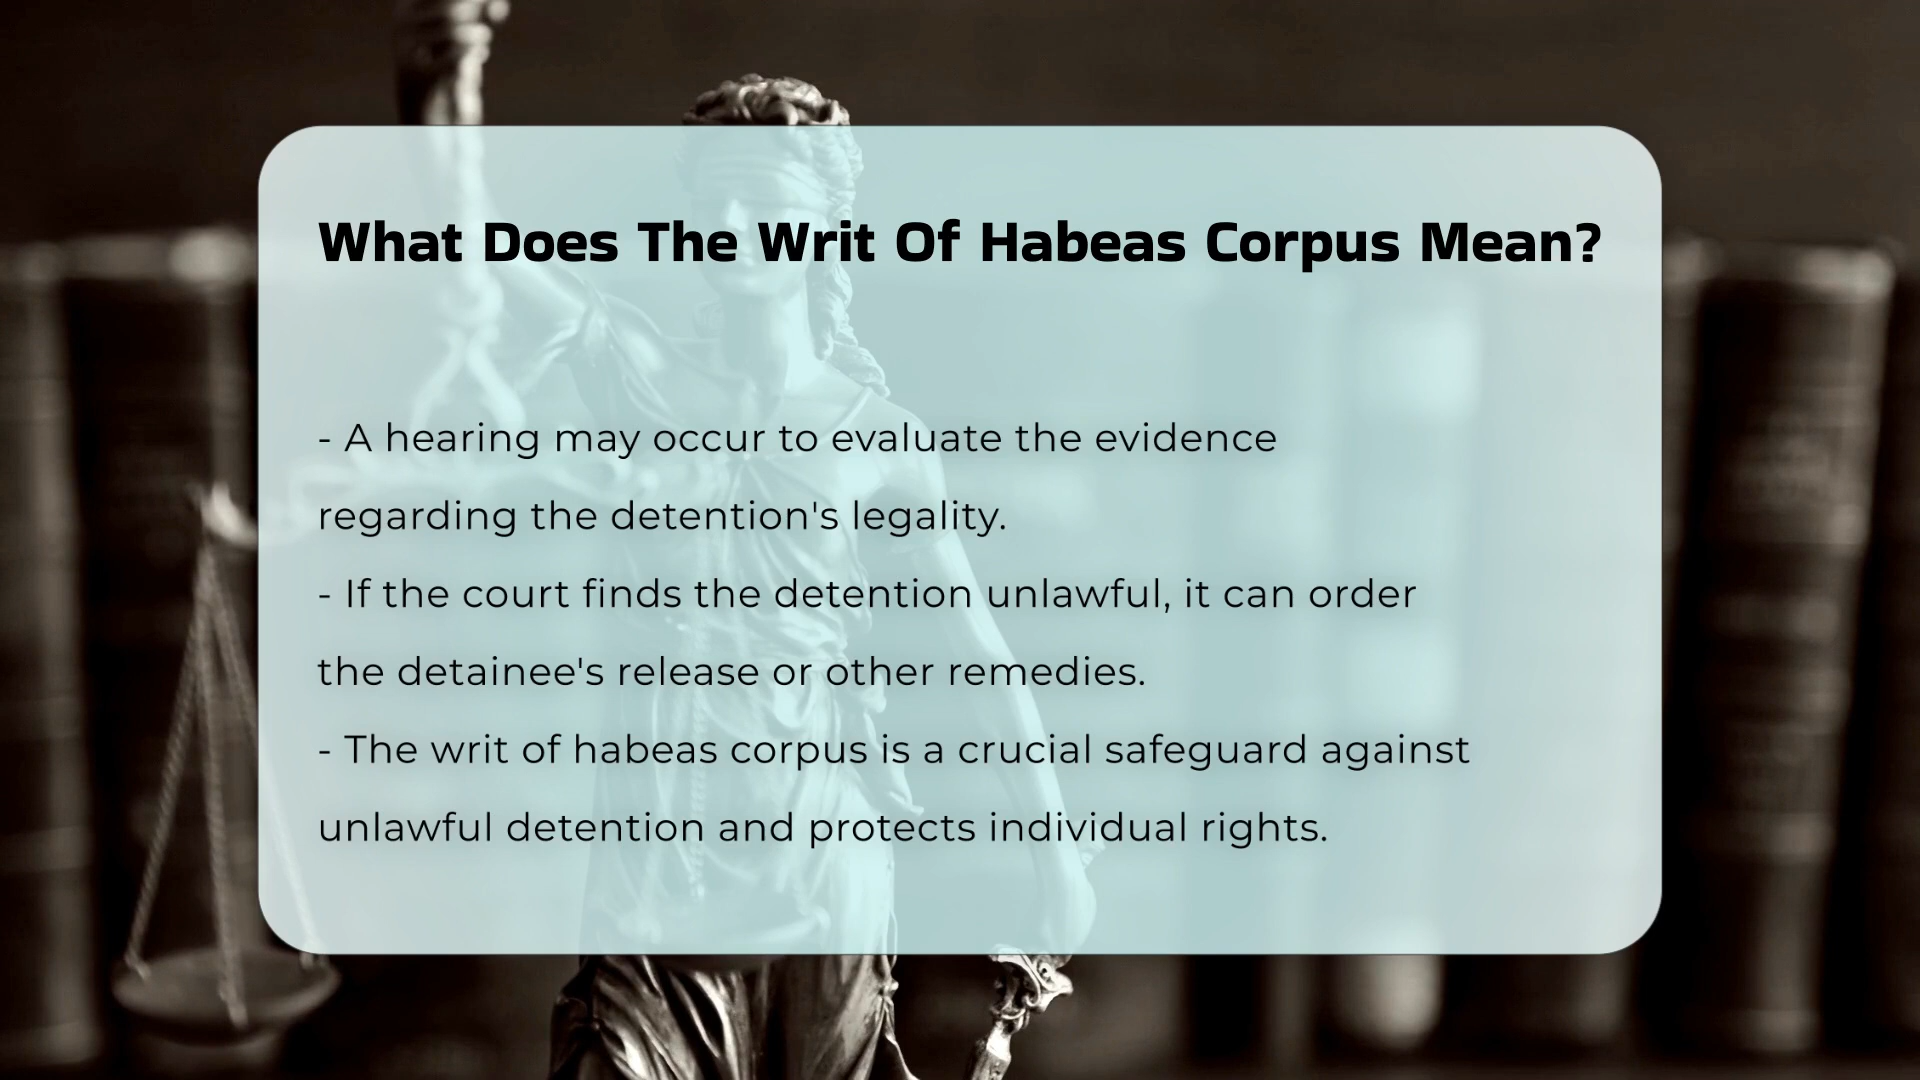 What Does The Writ Of Habeas Corpus Mean?
- A hearing may occur to evaluate the evidence
regarding the detention's legality.
- If the court finds the detention unlawful, it can order
the detainee's release or other remedies.
- The writ of habeas corpus is a crucial safeguard against
unlawful detention and protects individual rights.